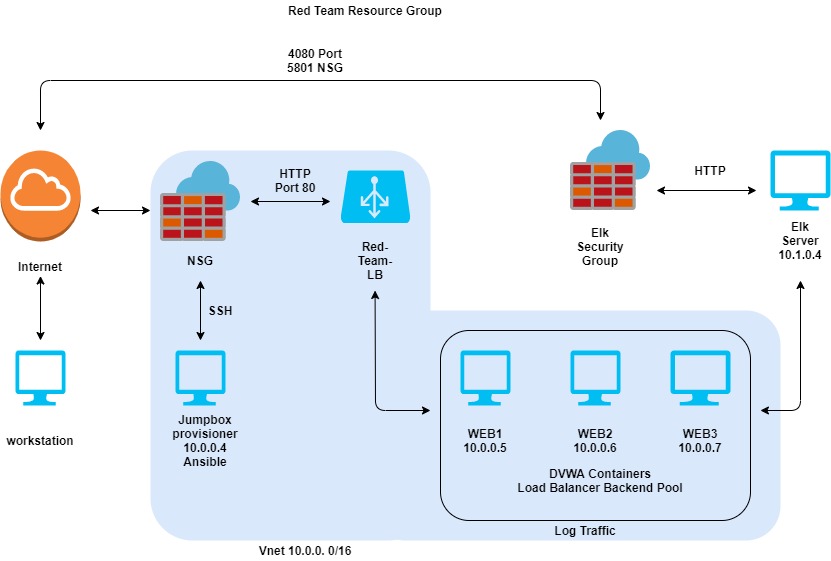 Red Team Resource Group
4080 Port
5801 NSG
HTTP
Port 80
HTTP
Internet
NSG
Red-
Team-
LB
Elk
Security
Group
Elk
Server
10.1.0.4
SSH
workstation
Jumpbox
provisioner
10.0.0.4
Ansible
WEB1
10.0.0.5
WEB2
10.0.0.6
WEB3
10.0.0.7
DVWA Containers
Load Balancer Backend Pool
Log Traffic
Vnet 10.0.0. 0/16